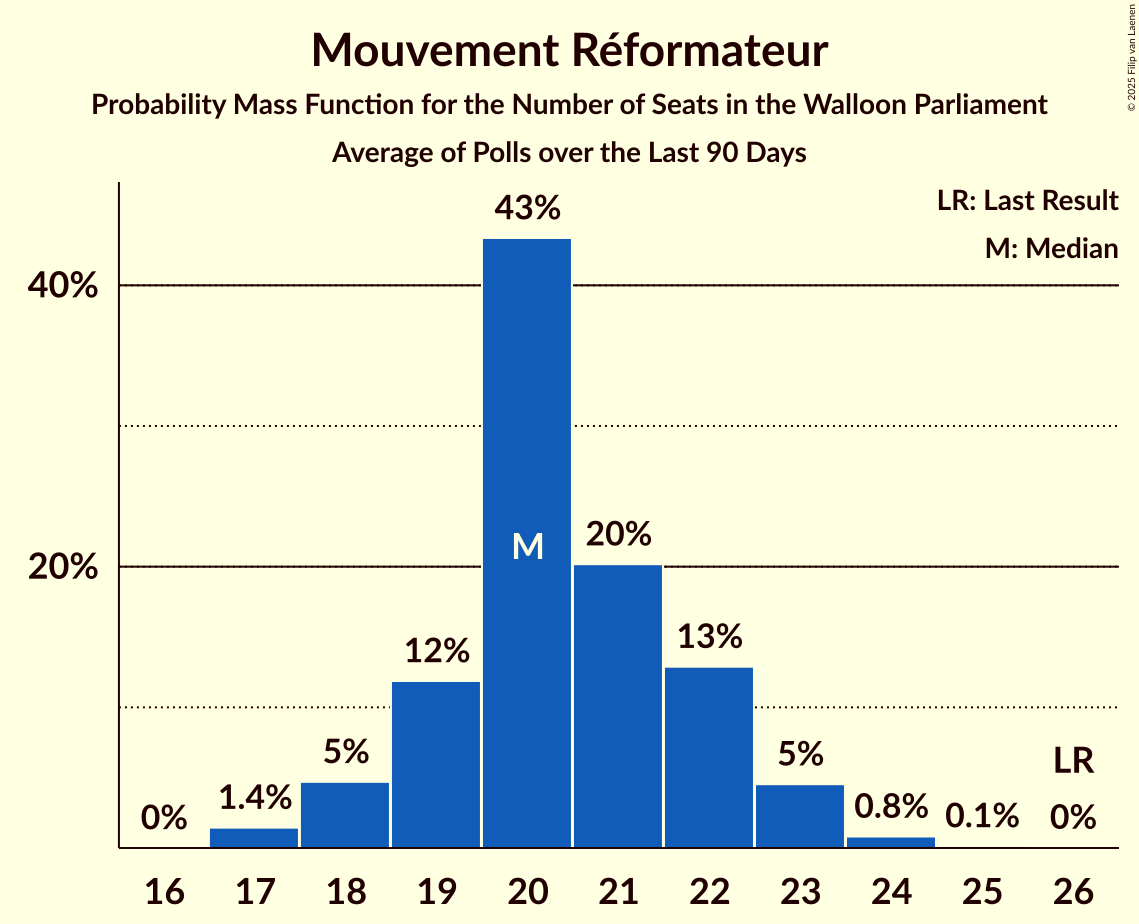 Mouvement Réformateur
Probability Mass Function for the Number of Seats in the Walloon Parliament
Average of Polls over the Last 90 Days
© 2025 Filip van Laenen
LR: Last Result
M: Median
43%
40%
M
20%
20%
12%
13%
5%
5%
LR
1.4%
0.8%
0%
0.1%
0%
16 17 18 19 20 21 22 23 24 25 26